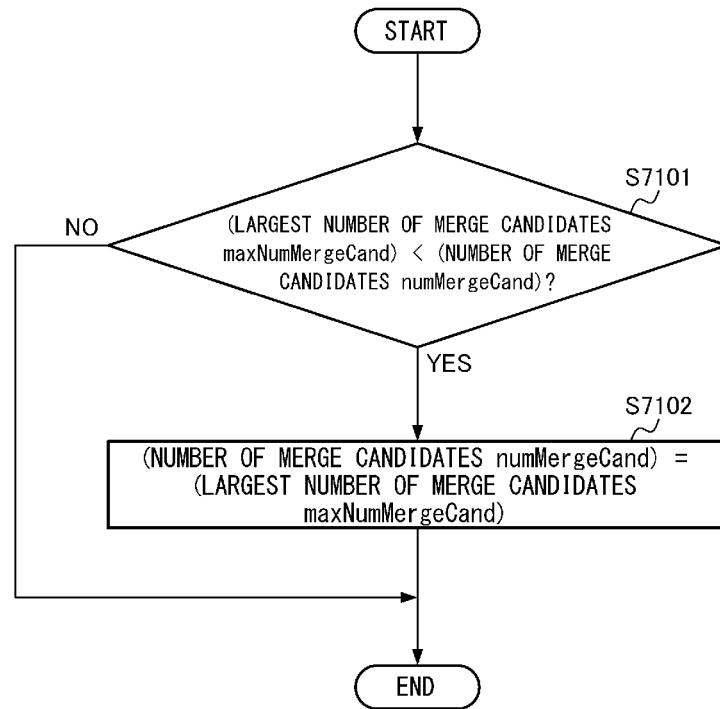 START
S7101
NO
(LARGEST NUMBER OF MERGE CANDIDATES
maxNumMergeCand) < (NUMBER OF MERGE
CANDIDATES numMergeCand)?
YES
S7102
(NUMBER OF MERGE CANDIDATES numMergeCand) =
(LARGEST NUMBER OF MERGE CANDIDATES
maxNumMergeCand)
END